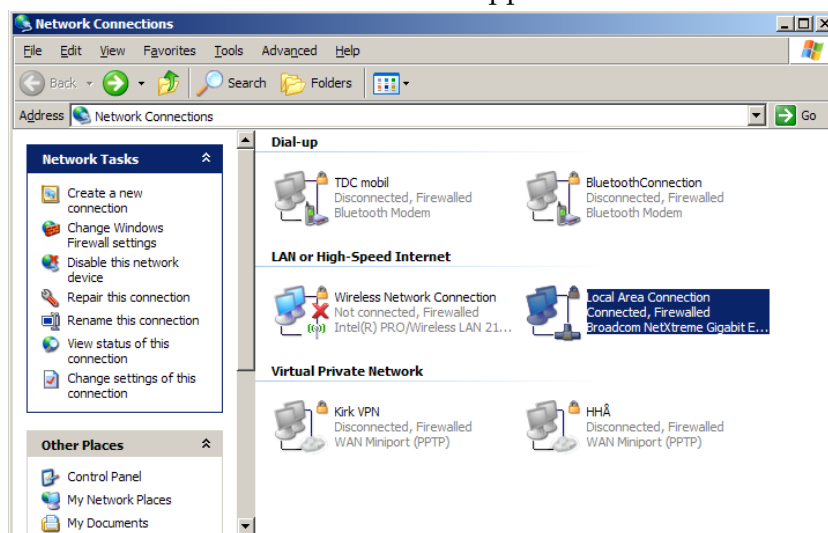 Network Connections
File Edit View Favorites Tools Advanced Help
Back Search Folders
Address Network Connections Go
Network Tasks
Create a new
connection
Change Windows
Firewall settings
Disable this network
device
Repair this connection
Rename this connection
View status of this
connection
Change settings of this
connection
Other Places
Control Panel
My Network Places
My Documents
Dial-up
TDC mobil
Disconnected, Firewalled
Bluetooth Modem
BluetoothConnection
Disconnected, Firewalled
Bluetooth Modem
LAN or High-Speed Internet
Wireless Network Connection
Not connected, Firewalled
Intel(R) PRO/Wireless LAN 21...
Local Area Connection
Connected, Firewalled
Broadcom NetXtreme Gigabit E...
Virtual Private Network
Kirk VPN
Disconnected, Firewalled
WAN Miniport (PPTP)
HHÅ
Disconnected, Firewalled
WAN Miniport (PPTP)